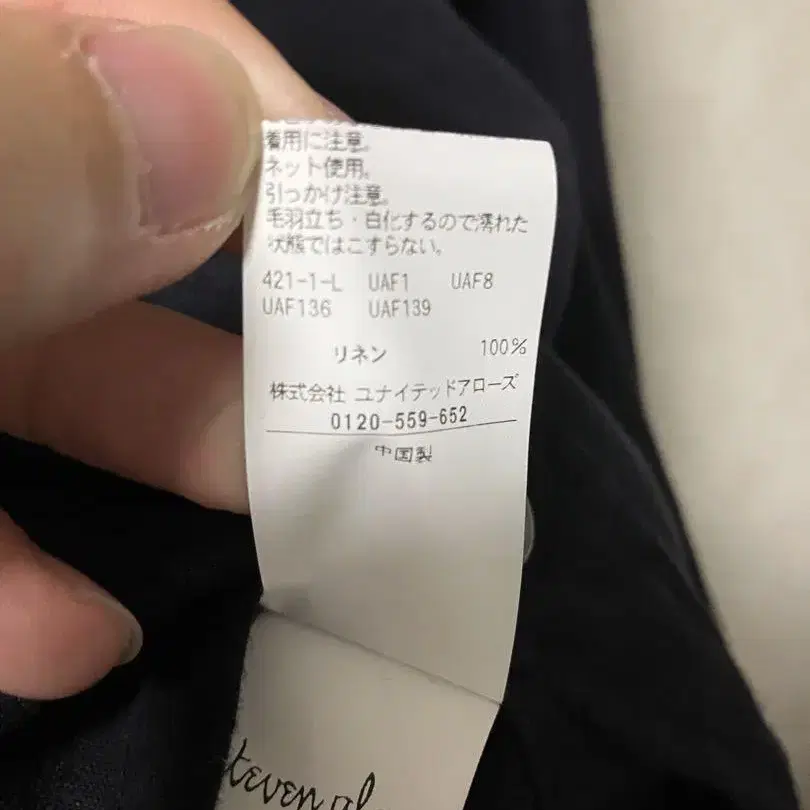 着用に注意。
ネット使用。
引っかけ注意。
毛羽立ち・白化するので濡れた
状態ではこすらない。
421-1-L UAF1 UAF8
UAF136 UAF139
リネン 100%
株式会社 ユナイテッドアローズ
0120-559-652
中国製
teven al